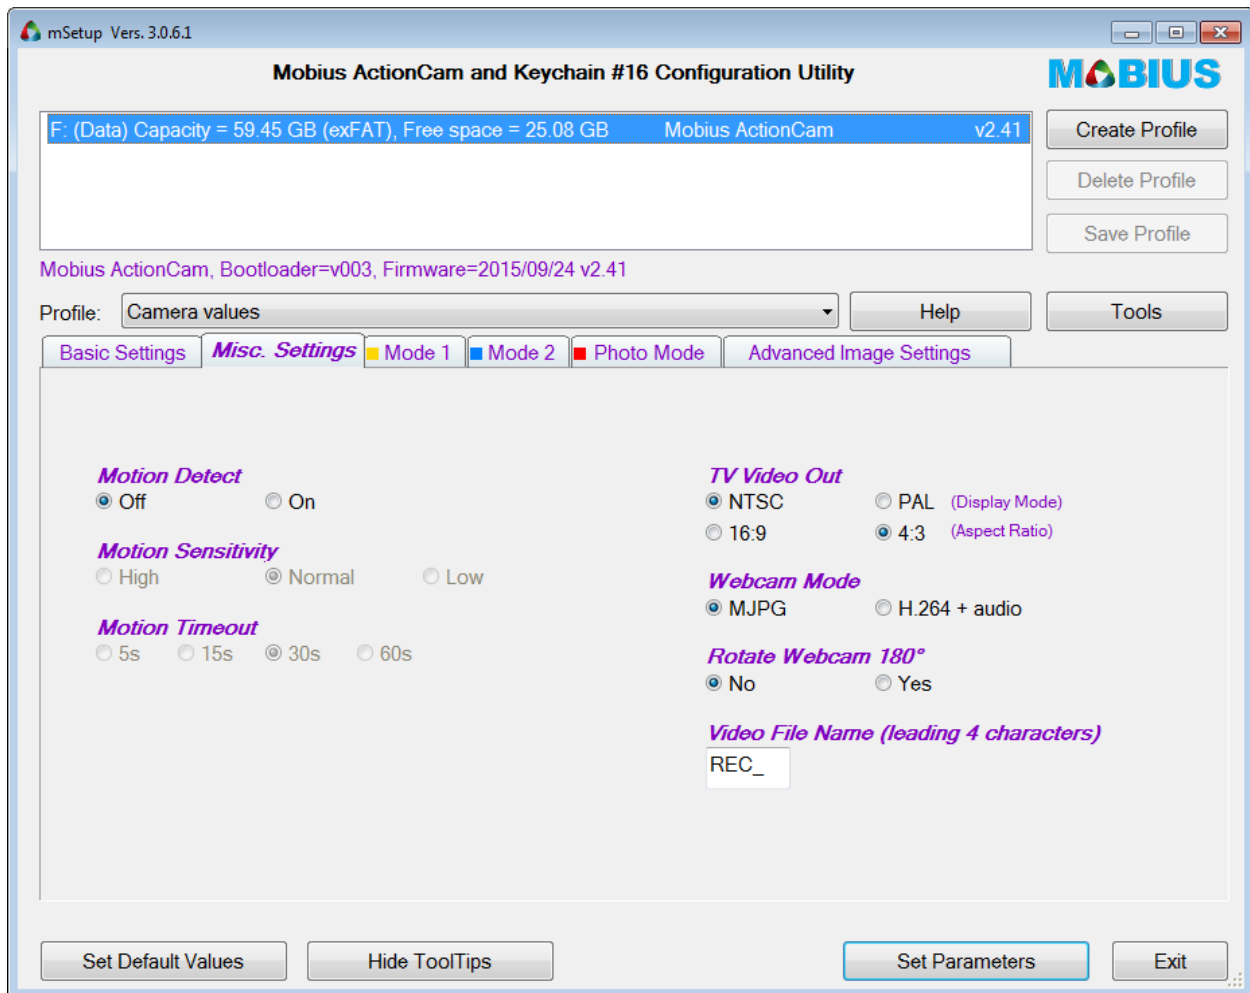 mSetup Vers. 3.0.6.1
Mobius ActionCam and Keychain #16 Configuration Utility
MOBIUS
F: (Data) Capacity = 59.45 GB (exFAT), Free space = 25.08 GB Mobius ActionCam v2.41
Create Profile
Delete Profile
Save Profile
Mobius ActionCam, Bootloader=v003, Firmware=2015/09/24 v2.41
Profile: Camera values Help Tools
Basic Settings Misc. Settings Mode 1 Mode 2 Photo Mode Advanced Image Settings
Motion Detect
Off On
Motion Sensitivity
High Normal Low
Motion Timeout
5s 15s 30s 60s
TV Video Out
NTSC PAL (Display Mode)
16:9 4:3 (Aspect Ratio)
Webcam Mode
MJPG H.264 + audio
Rotate Webcam 180°
No Yes
Video File Name (leading 4 characters)
REC_
Set Default Values Hide ToolTips Set Parameters Exit